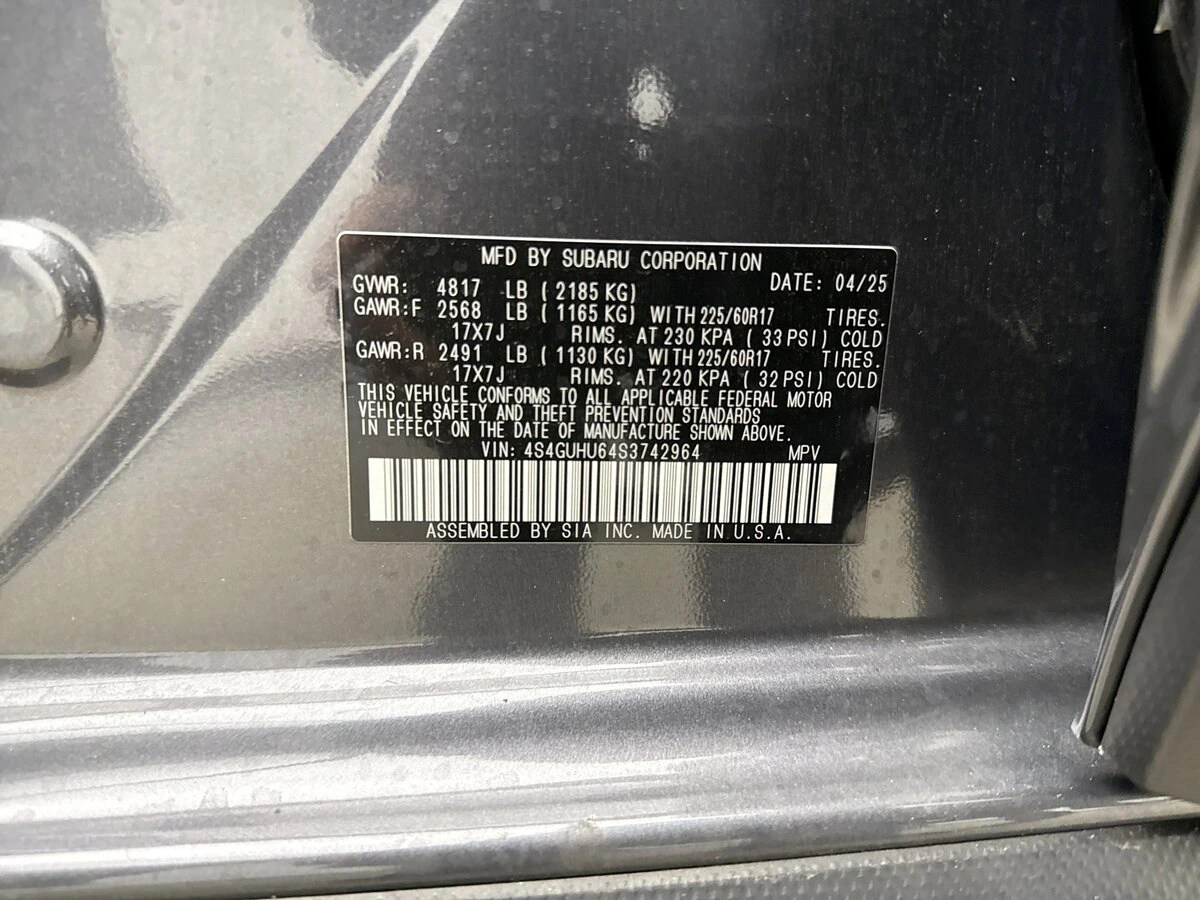 MFD BY SUBARU CORPORATION
GVWR: 4817 LB ( 2185 KG) DATE: 04/25
GAWR:F 2568 LB ( 1165 KG) WITH 225/60R17 TIRES.
17X7J RIMS. AT 230 KPA ( 33 PSI) COLD
GAWR:R 2491 LB ( 1130 KG) WITH 225/60R17 TIRES.
17X7J RIMS. AT 220 KPA ( 32 PSI) COLD
THIS VEHICLE CONFORMS TO ALL APPLICABLE FEDERAL MOTOR
VEHICLE SAFETY AND THEFT PREVENTION STANDARDS
IN EFFECT ON THE DATE OF MANUFACTURE SHOWN ABOVE.
VIN: 4S4GUHU64S3742964 MPV
ASSEMBLED BY SIA INC. MADE IN U.S.A.